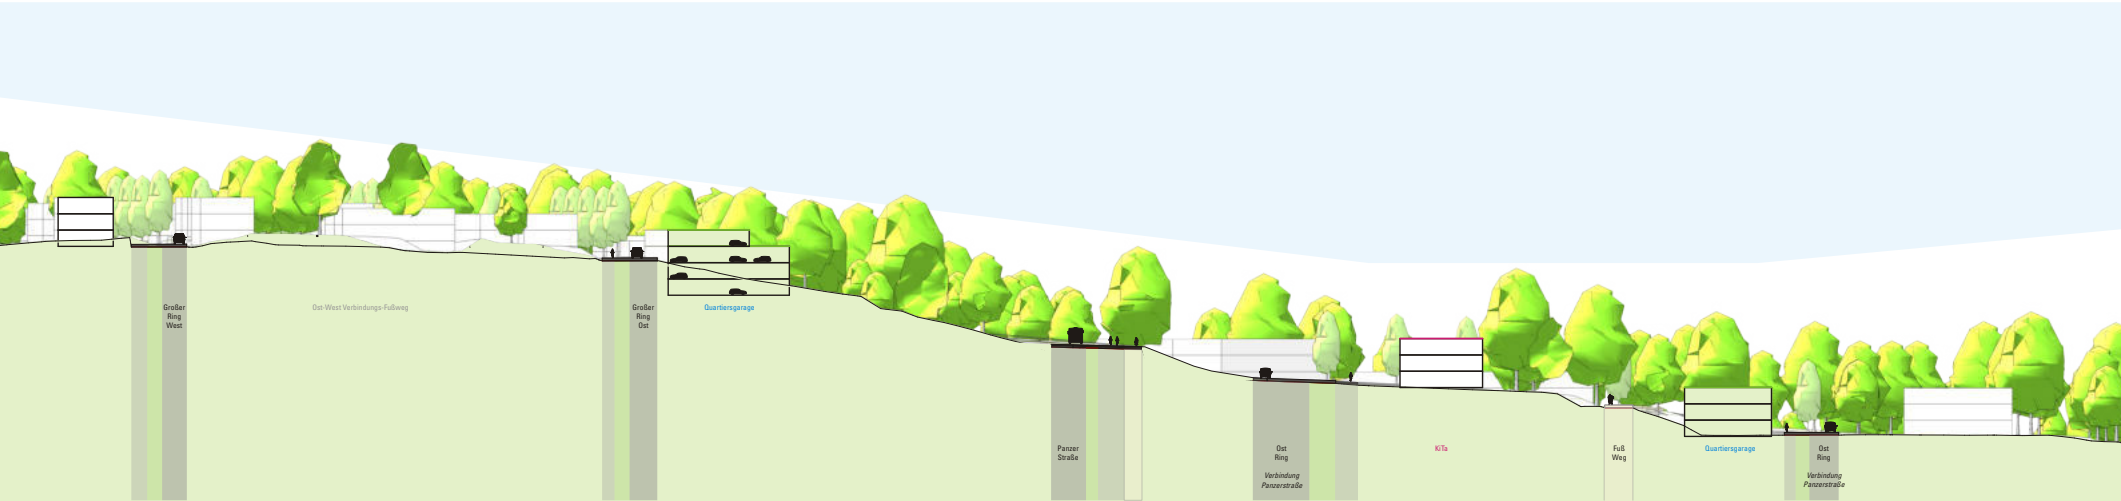 Großer
Ring
West
Ost-West Verbindungs-Fußweg
Großer
Ring
Ost
Quartiersgarage
Panzer
Straße
Ost
Ring
Verbindung
Panzerstraße
KiTa
Fuß
Weg
Quartiersgarage
Ost
Ring
Verbindung
Panzerstraße